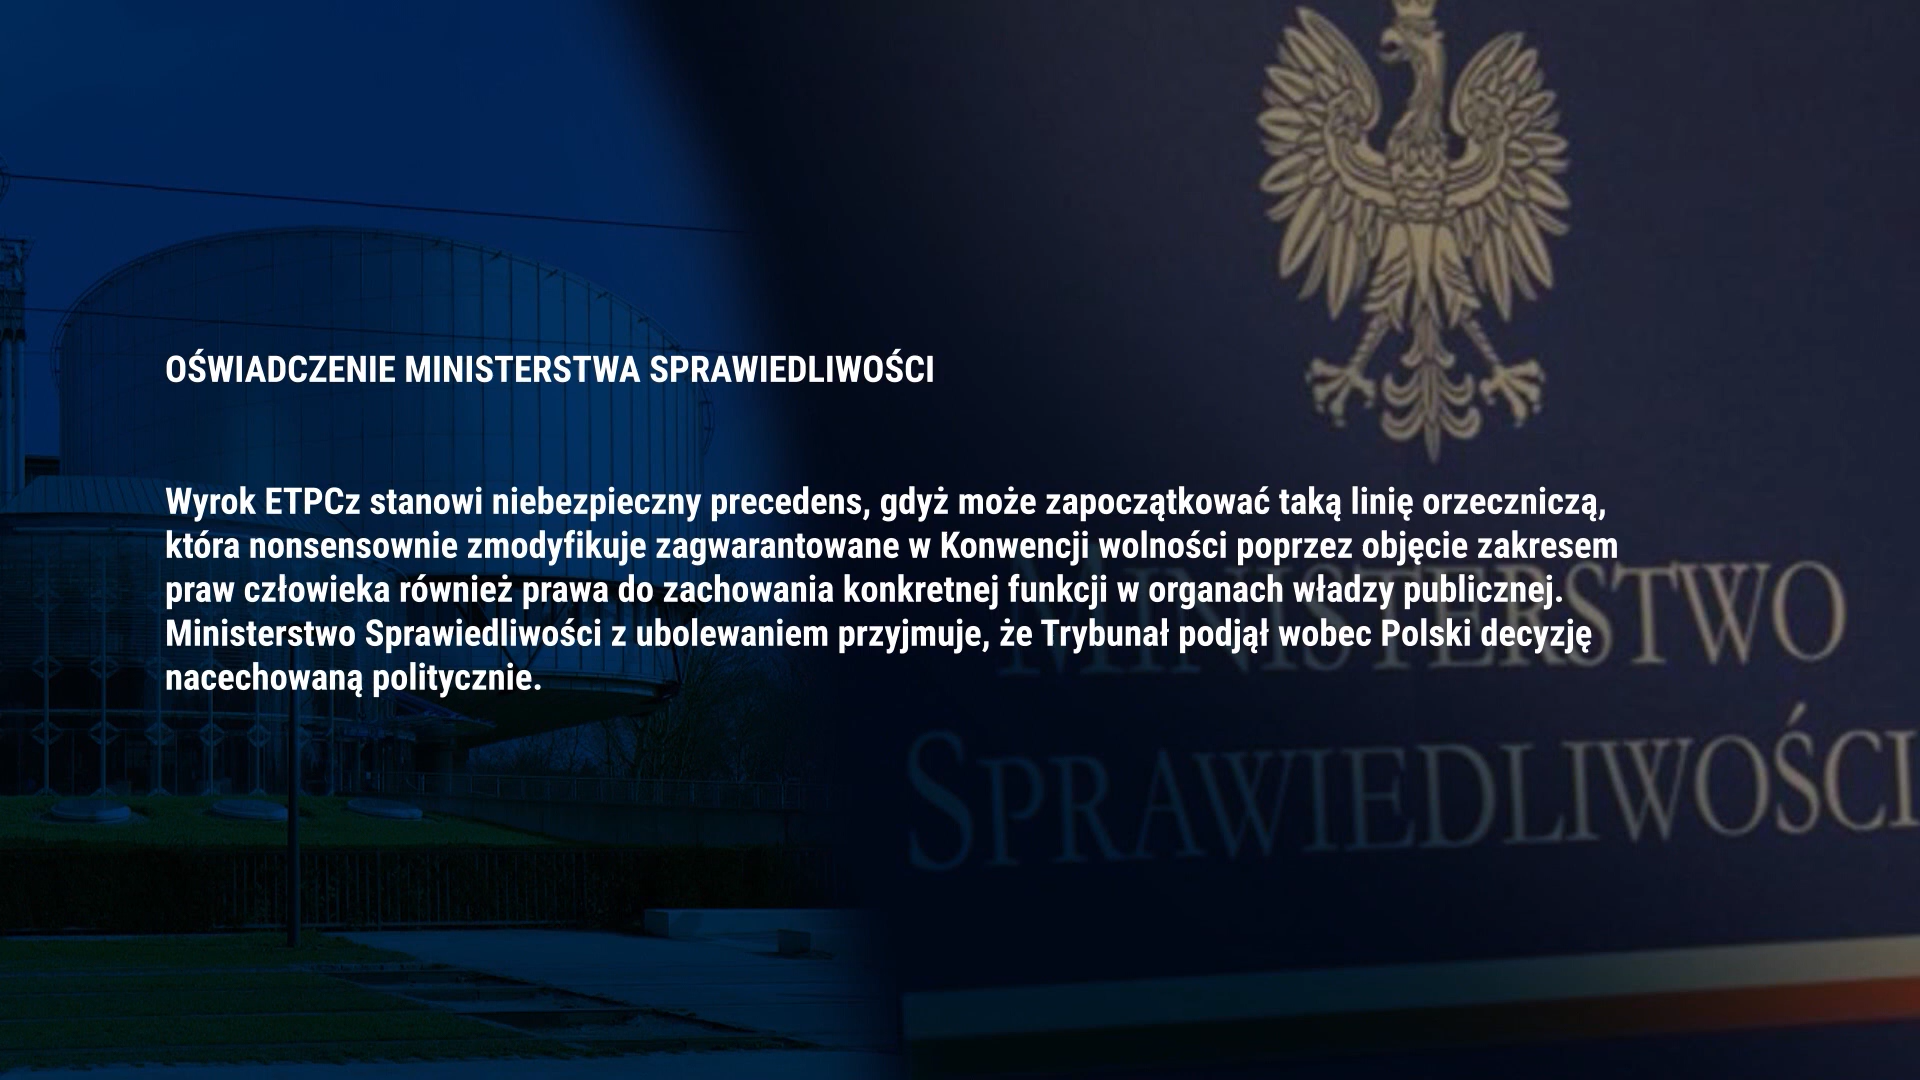 OŚWIADCZENIE MINISTERSTWA SPRAWIEDLIWOŚCI
Wyrok ETPCz stanowi niebezpieczny precedens, gdyż może zapoczątkować taką linię orzeczniczą,
która nonsensownie zmodyfikuje zagwarantowane w Konwencji wolności poprzez objęcie zakresem
praw człowieka również prawa do zachowania konkretnej funkcji w organach władzy publicznej.
Ministerstwo Sprawiedliwości z ubolewaniem przyjmuje, że Trybunał podjął wobec Polski decyzję
nacechowaną politycznie.
MINISTERSTWO
SPRAWIEDLIWOŚCI